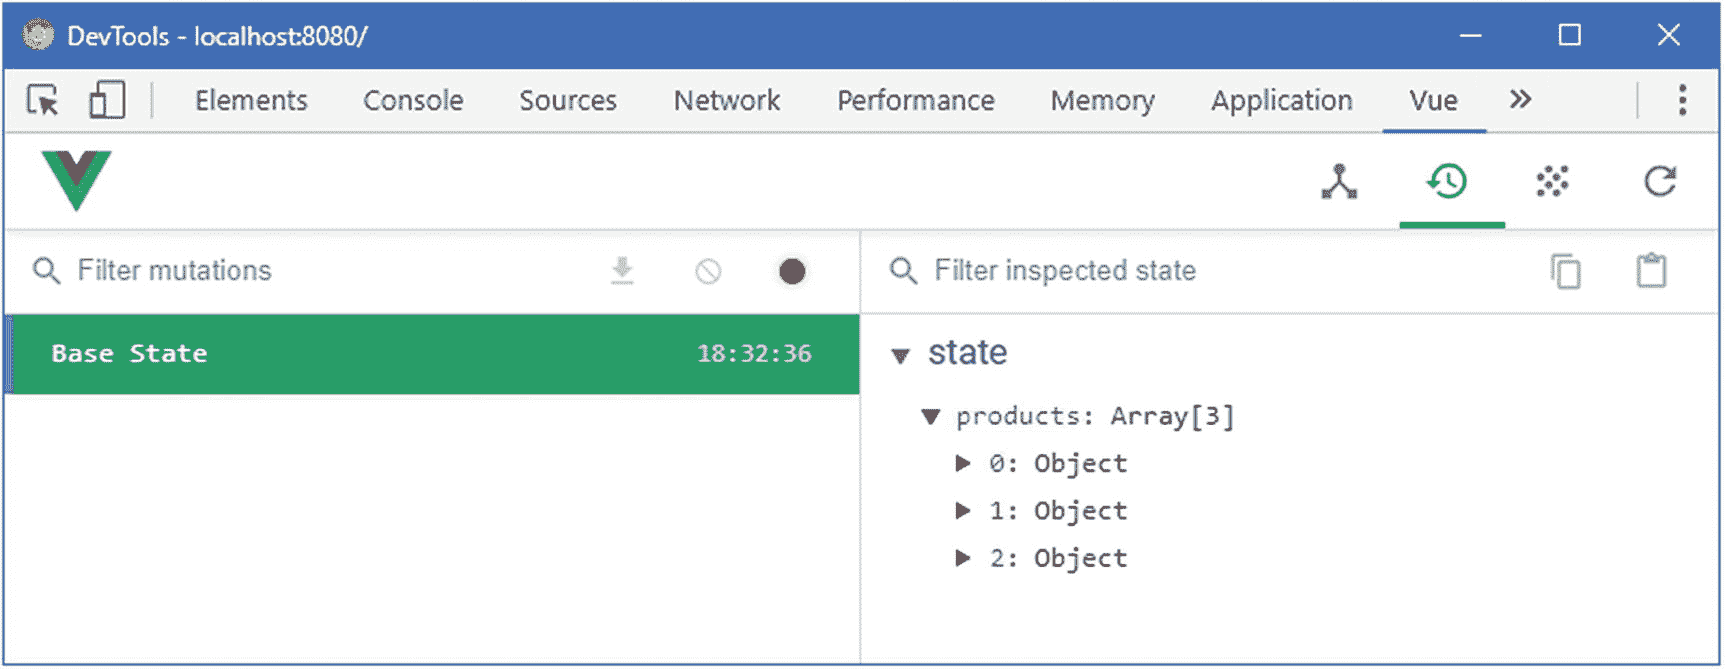 DevTools - localhost:8080/
Elements Console Sources Network Performance Memory Application Vue »
Filter mutations
Filter inspected state
Base State 18:32:36
state
products: Array[3]
0: Object
1: Object
2: Object